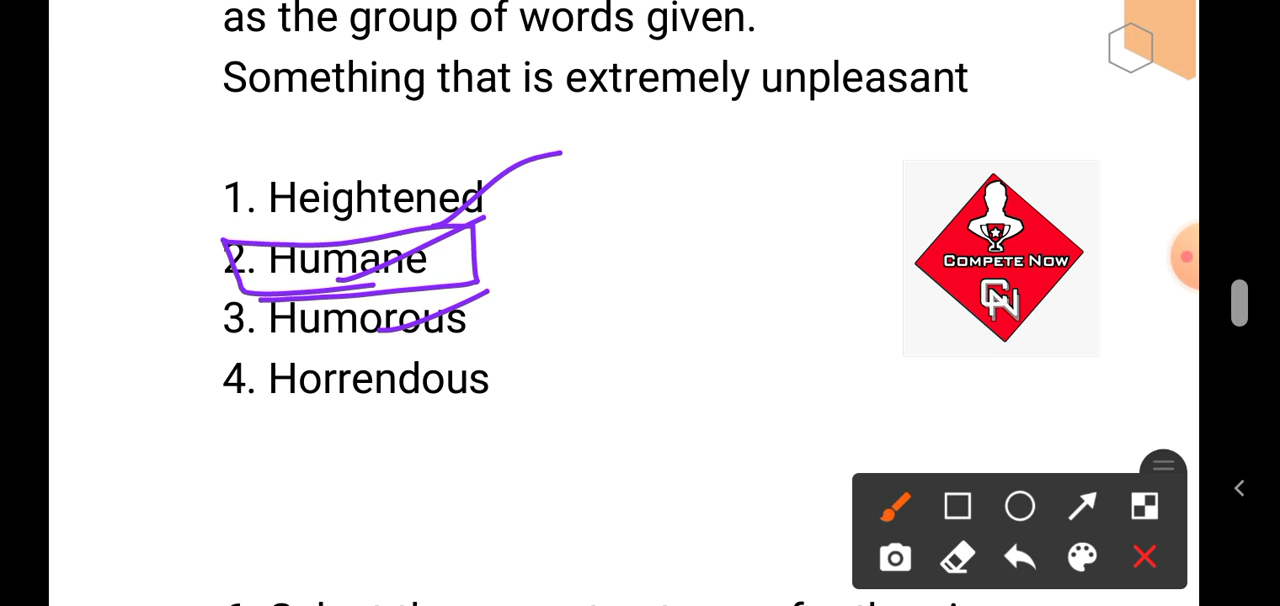 as the group of words given.
Something that is extremely unpleasant
1. Heightened
2. Humane
3. Humorous
4. Horrendous
COMPETE NOW
CN